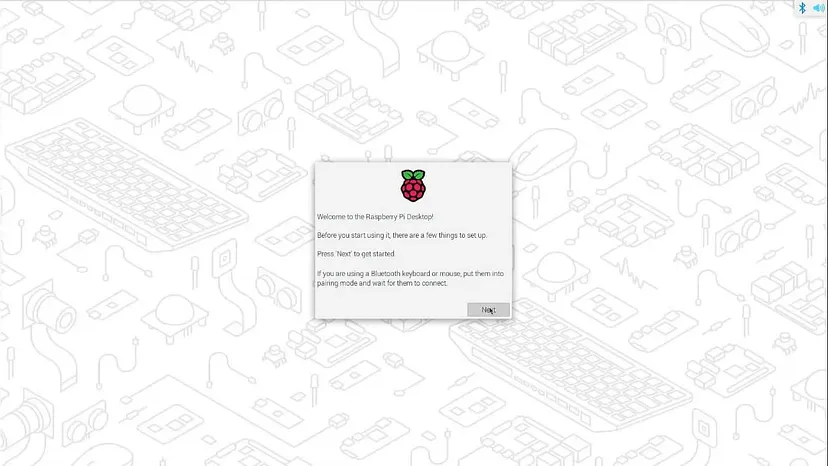 Welcome to the Raspberry Pi Desktop!
Before you start using it, there are a few things to set up.
Press 'Next' to get started.
If you are using a Bluetooth keyboard or mouse, put them into
pairing mode and wait for them to connect.
Next